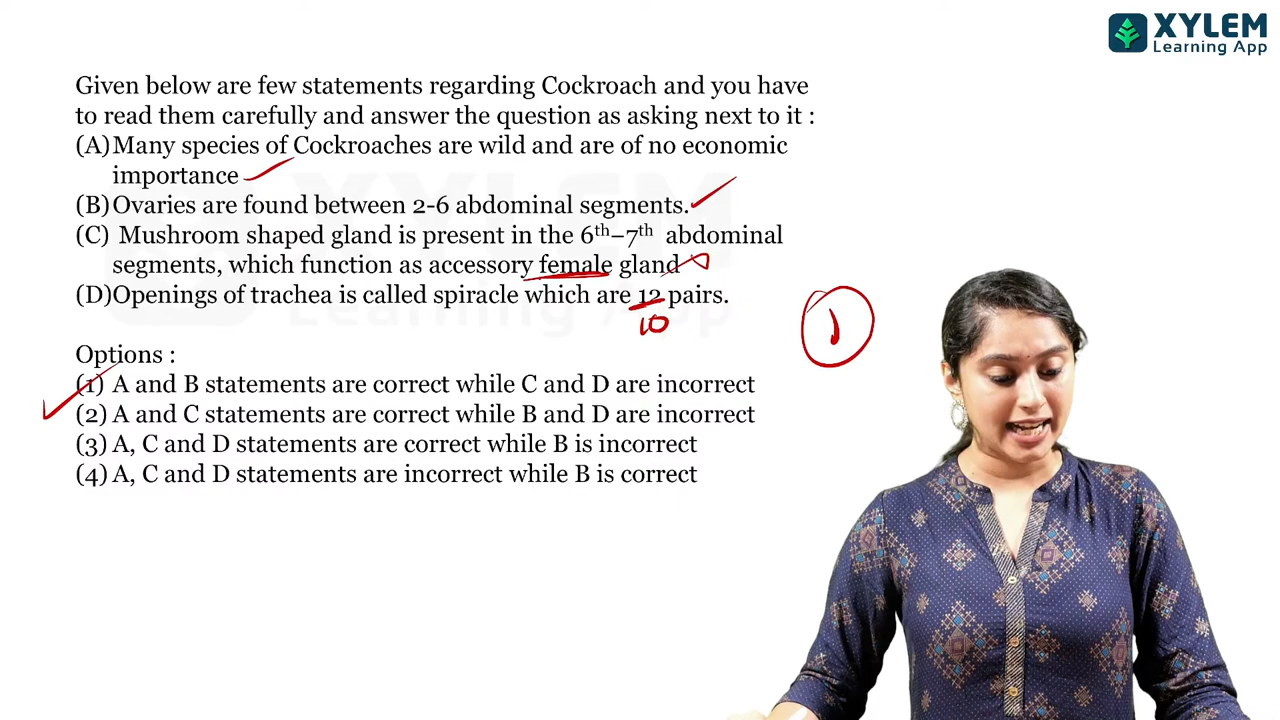 XYLEM
Learning App
Given below are few statements regarding Cockroach and you have
to read them carefully and answer the question as asking next to it :
(A) Many species of Cockroaches are wild and are of no economic
importance
(B) Ovaries are found between 2-6 abdominal segments.
(C) Mushroom shaped gland is present in the 6th–7th abdominal
segments, which function as accessory female gland
(D) Openings of trachea is called spiracle which are 12 pairs.
10
1
Options :
(1) A and B statements are correct while C and D are incorrect
(2) A and C statements are correct while B and D are incorrect
(3) A, C and D statements are correct while B is incorrect
(4) A, C and D statements are incorrect while B is correct
XYLEM
Learning App